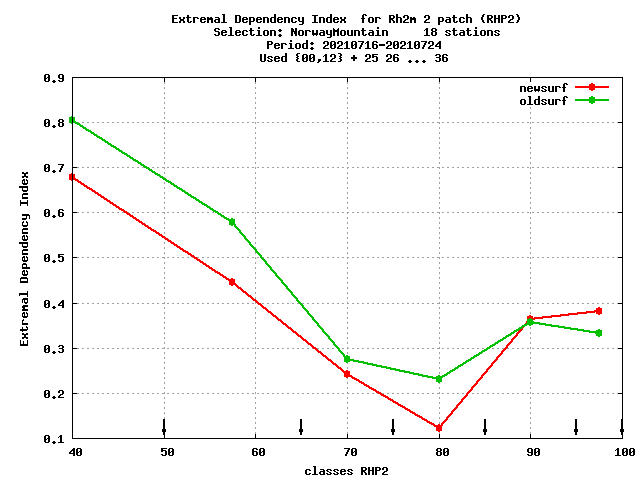 Extremal Dependency Index  for Rh2m 2 patch (RHP2)
Selection: NorwayMountain     18 stations
Period: 20210716-20210724
Used {00,12} + 25 26 ... 36
newsurf
oldsurf
Extremal Dependency Index
0.9
0.8
0.7
0.6
0.5
0.4
0.3
0.2
0.1
40 50 60 70 80 90 100
classes RHP2